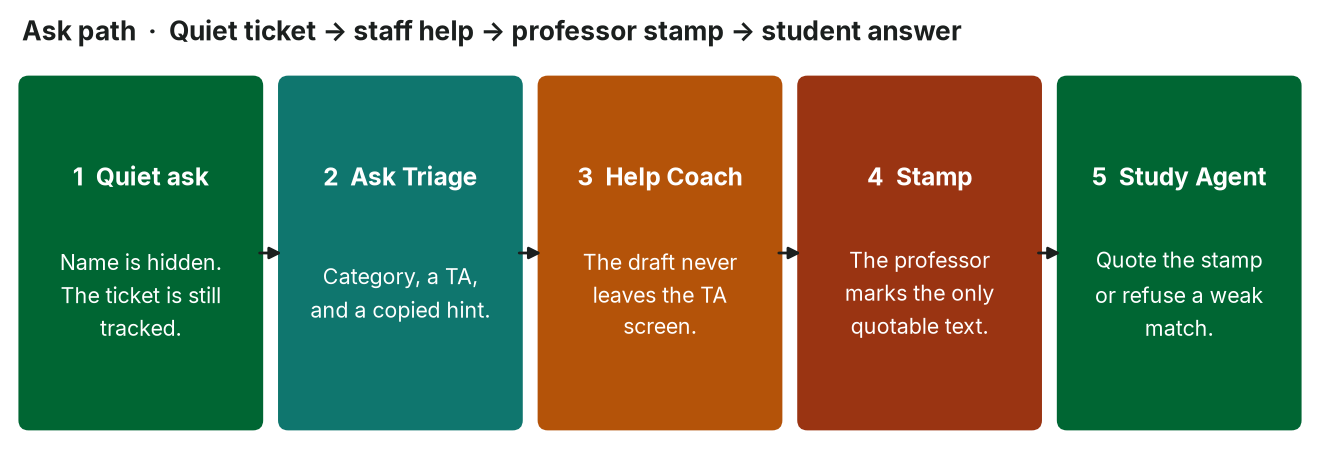 Ask path · Quiet ticket → staff help → professor stamp → student answer
1 Quiet ask
Name is hidden.
The ticket is still
tracked.
2 Ask Triage
Category, a TA,
and a copied hint.
3 Help Coach
The draft never
leaves the TA
screen.
4 Stamp
The professor
marks the only
quotable text.
5 Study Agent
Quote the stamp
or refuse a weak
match.